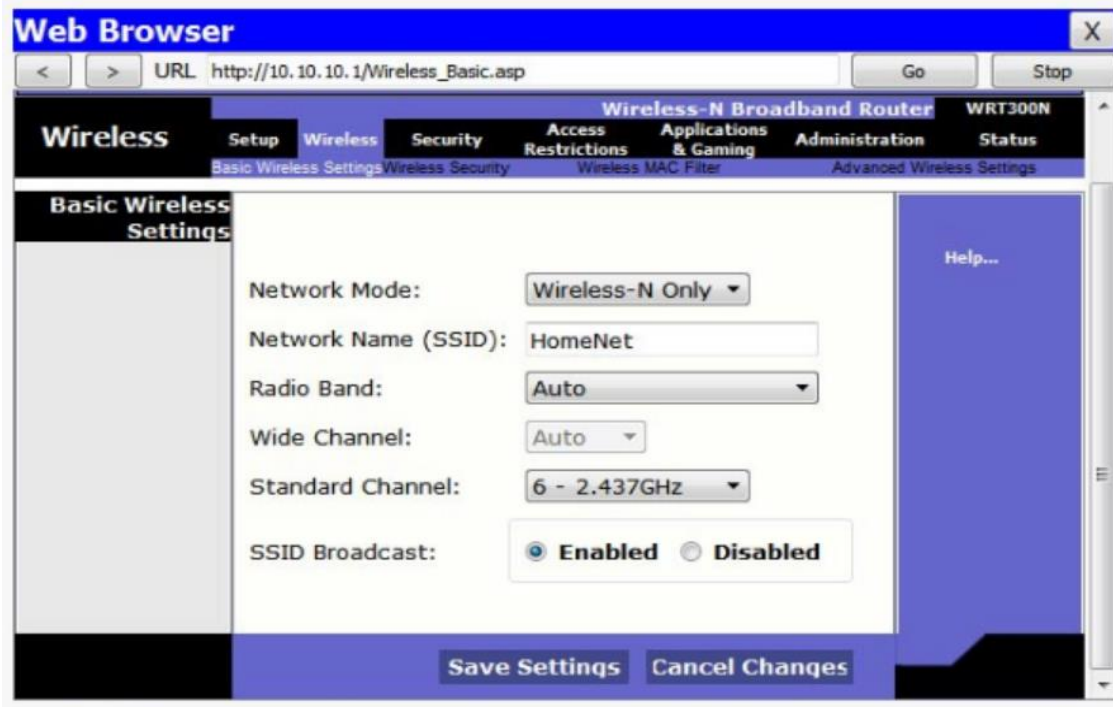 Web Browser X
< > URL http://10.10.10.1/Wireless_Basic.asp Go Stop
Wireless-N Broadband Router WRT300N
Wireless
Setup Wireless Security Access Restrictions Applications & Gaming Administration Status
Basic Wireless Settings Wireless Security Wireless MAC Filter Advanced Wireless Settings
Basic Wireless
Settings
Help...
Network Mode: Wireless-N Only
Network Name (SSID): HomeNet
Radio Band: Auto
Wide Channel: Auto
Standard Channel: 6 - 2.437GHz
SSID Broadcast: Enabled Disabled
Save Settings Cancel Changes